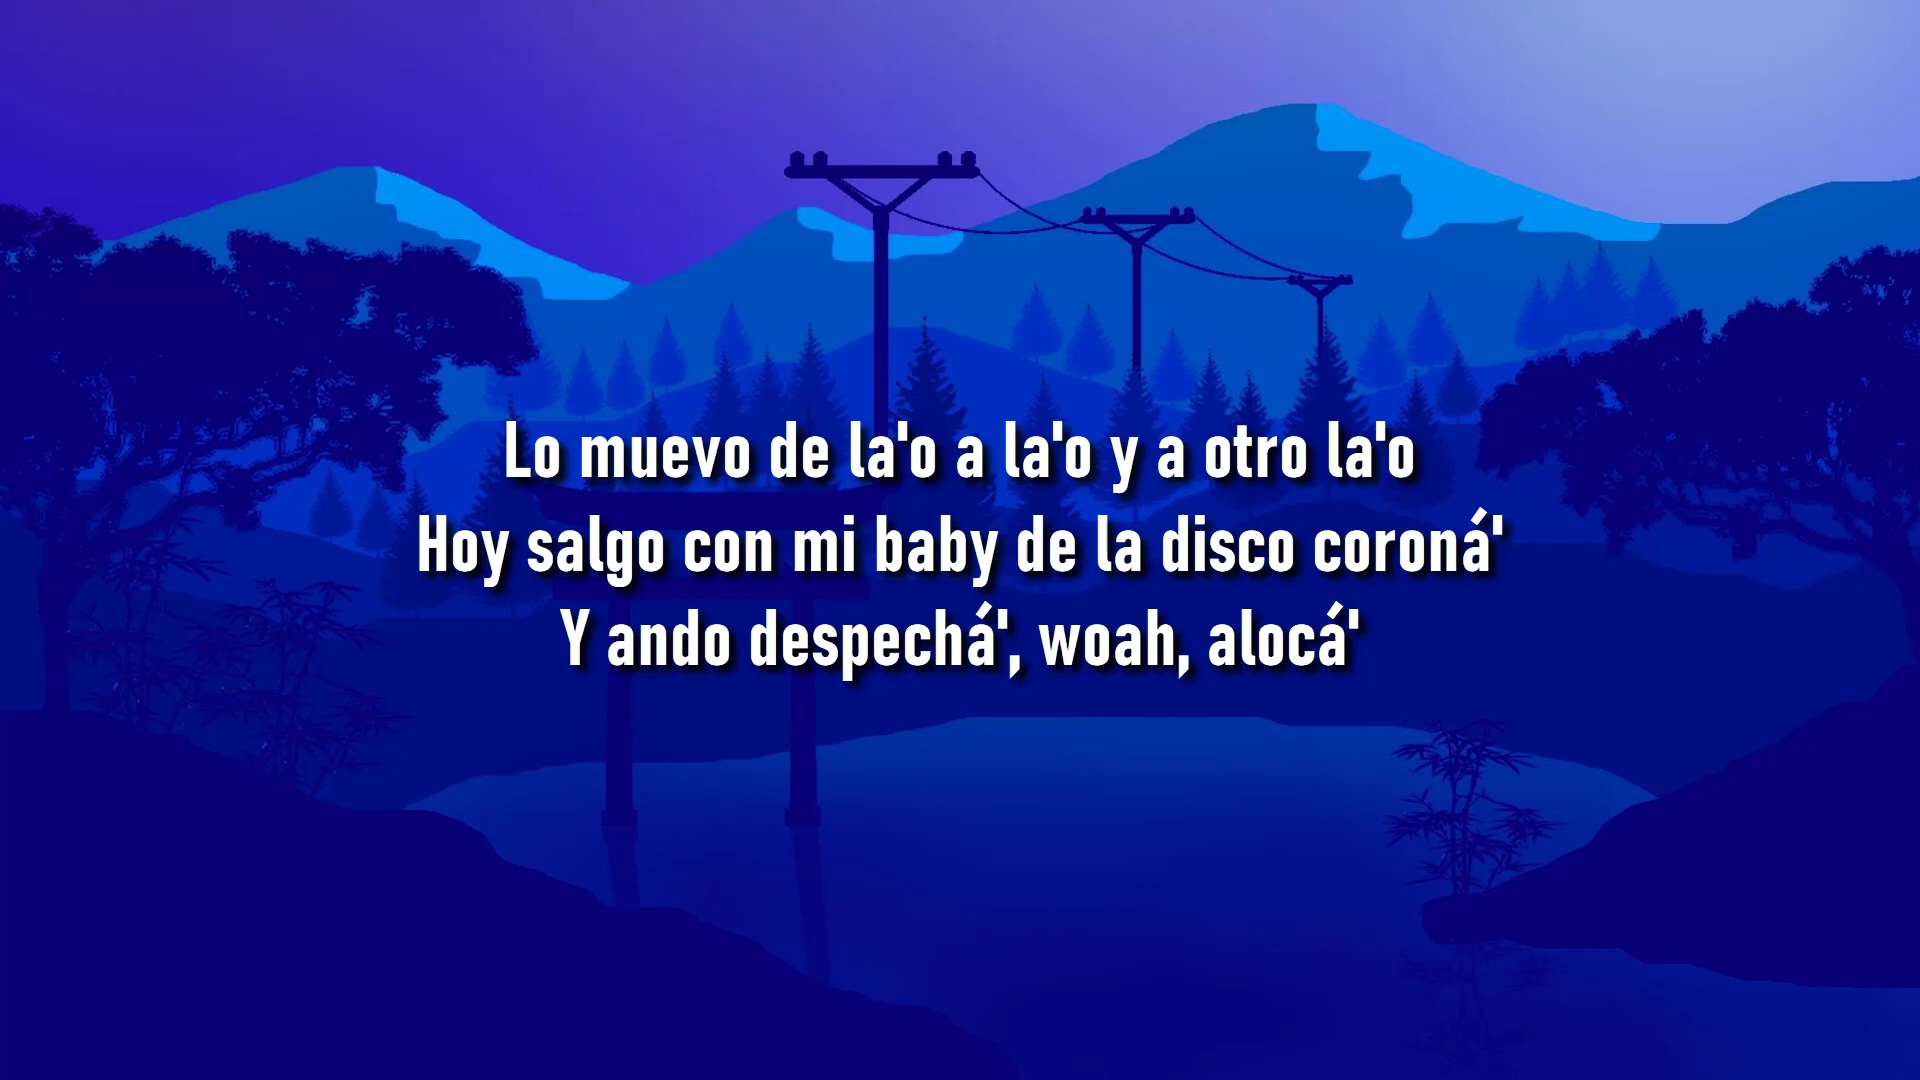 Lo muevo de la'o a la'o y a otro la'o
Hoy salgo con mi baby de la disco coroná'
Y ando despechá', woah, alocá'